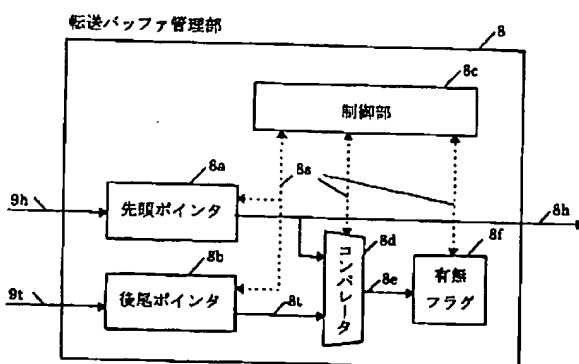 転送バッファ管理部
8
8c
制御部
8a
8s
9h
先頭ポインタ
8h
8b
8d
8f
コンパレータ
有無
フラグ
8e
9t
後尾ポインタ
8t